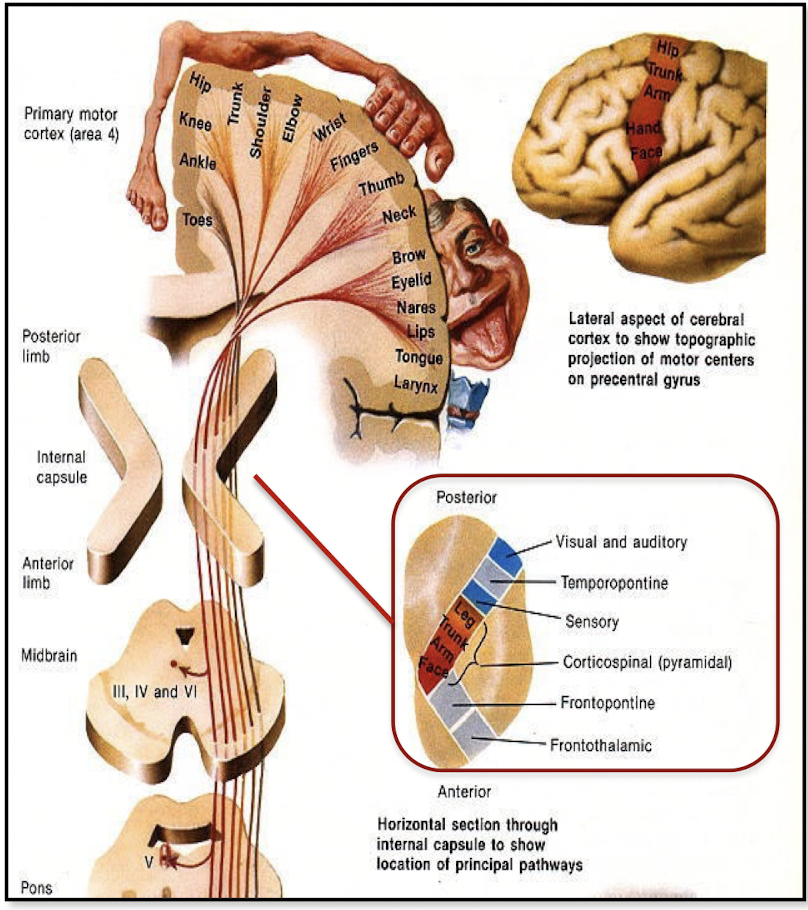 Primary motor
cortex (area 4)
Hip
Knee
Ankle
Toes
Trunk
Shoulder
Elbow
Wrist
Fingers
Thumb
Neck
Brow
Eyelid
Nares
Lips
Tongue
Larynx
Hip
Trunk
Arm
Hand
Face
Lateral aspect of cerebral
cortex to show topographic
projection of motor centers
on precentral gyrus
Posterior
limb
Internal
capsule
Anterior
limb
Midbrain
III, IV and VI
V
Pons
Posterior
Visual and auditory
Temporopontine
Sensory
Leg
Trunk
Arm
Face
Corticospinal (pyramidal)
Frontopontine
Frontothalamic
Anterior
Horizontal section through
internal capsule to show
location of principal pathways